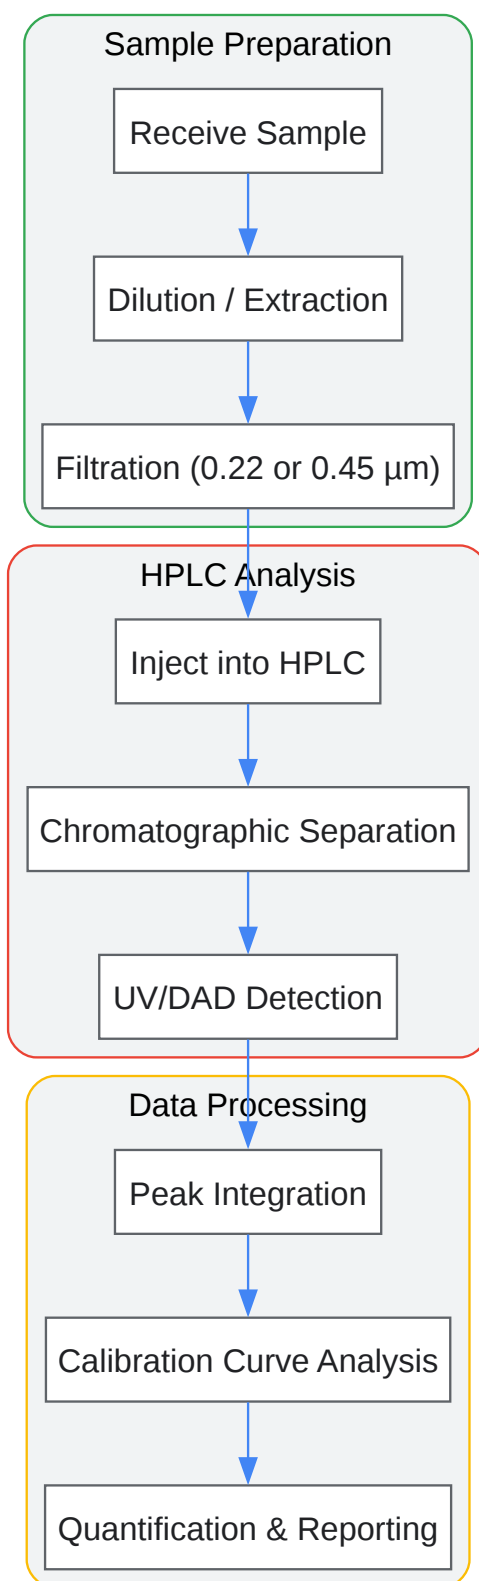 Sample Preparation
Receive Sample
Dilution / Extraction
Filtration (0.22 or 0.45 µm)
HPLC Analysis
Inject into HPLC
Chromatographic Separation
UV/DAD Detection
Data Processing
Peak Integration
Calibration Curve Analysis
Quantification & Reporting